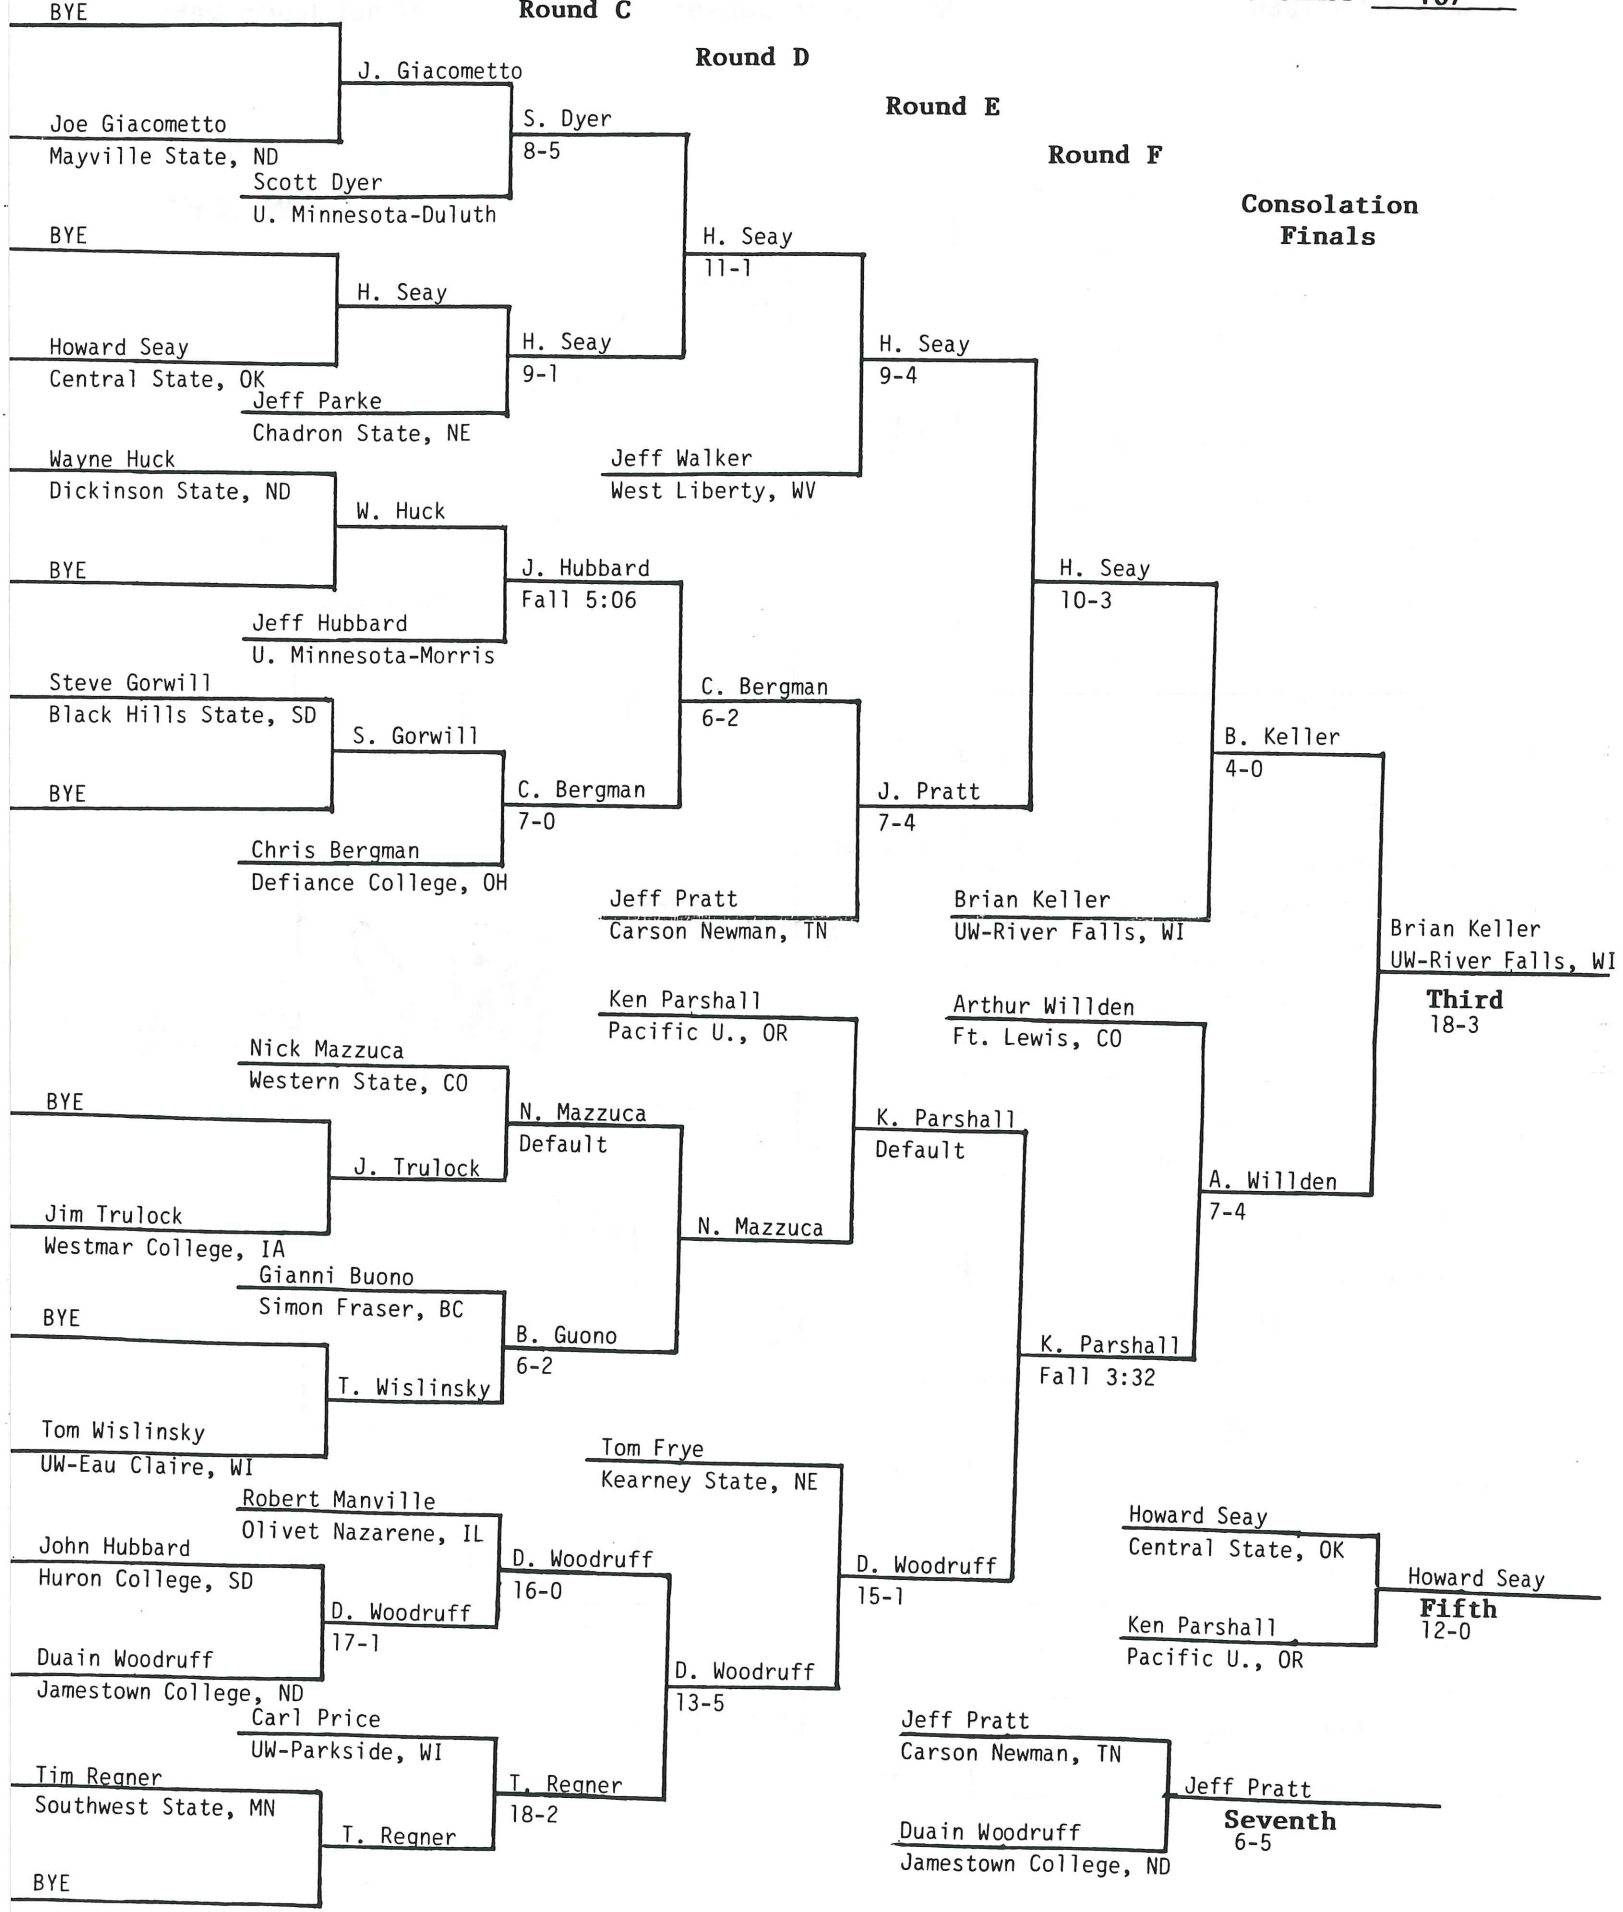 BYE
Round C
Round D
Round E
Round F
Consolation
Finals
J. Giacometto
Joe Giacometto
Mayville State, ND
S. Dyer
8-5
Scott Dyer
U. Minnesota-Duluth
BYE
H. Seay
11-1
H. Seay
Howard Seay
Central State, OK
H. Seay
9-1
H. Seay
9-4
Jeff Parke
Chadron State, NE
Wayne Huck
Dickinson State, ND
Jeff Walker
West Liberty, WV
W. Huck
BYE
J. Hubbard
Fall 5:06
H. Seay
10-3
Jeff Hubbard
U. Minnesota-Morris
Steve Gorwill
Black Hills State, SD
C. Bergman
6-2
S. Gorwill
B. Keller
4-0
BYE
C. Bergman
7-0
J. Pratt
7-4
Chris Bergman
Defiance College, OH
Jeff Pratt
Carson Newman, TN
Brian Keller
UW-River Falls, WI
Brian Keller
UW-River Falls, WI
Third
18-3
Ken Parshall
Pacific U., OR
Arthur Willden
Ft. Lewis, CO
Nick Mazzuca
Western State, CO
BYE
N. Mazzuca
Default
K. Parshall
Default
J. Trulock
A. Willden
7-4
Jim Trulock
Westmar College, IA
N. Mazzuca
Gianni Buono
Simon Fraser, BC
BYE
B. Guono
6-2
K. Parshall
Fall 3:32
T. Wislinsky
Tom Wislinsky
UW-Eau Claire, WI
Tom Frye
Kearney State, NE
Robert Manville
Olivet Nazarene, IL
Howard Seay
Central State, OK
John Hubbard
Huron College, SD
D. Woodruff
16-0
D. Woodruff
15-1
Howard Seay
Fifth
12-0
D. Woodruff
17-1
Ken Parshall
Pacific U., OR
Duain Woodruff
Jamestown College, ND
D. Woodruff
13-5
Carl Price
UW-Parkside, WI
Jeff Pratt
Carson Newman, TN
Tim Regner
Southwest State, MN
T. Regner
18-2
Jeff Pratt
Seventh
6-5
T. Regner
Duain Woodruff
Jamestown College, ND
BYE